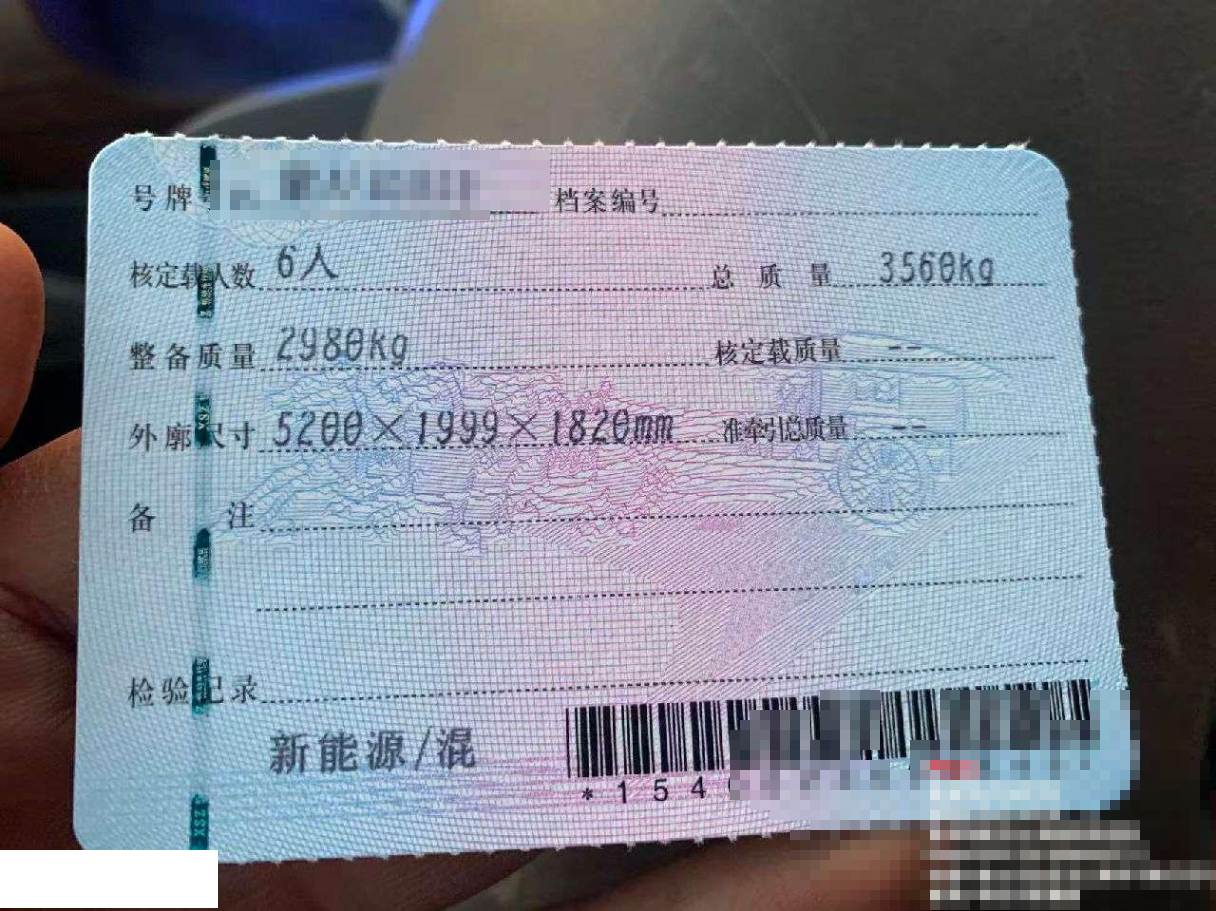 号牌 档案编号
核定载人数 6人 总质量 3560kg
整备质量 2980kg 核定载质量 --
外廓尺寸 5200×1999×1820mm 准牵引总质量 --
备注
检验记录
新能源/混
*154